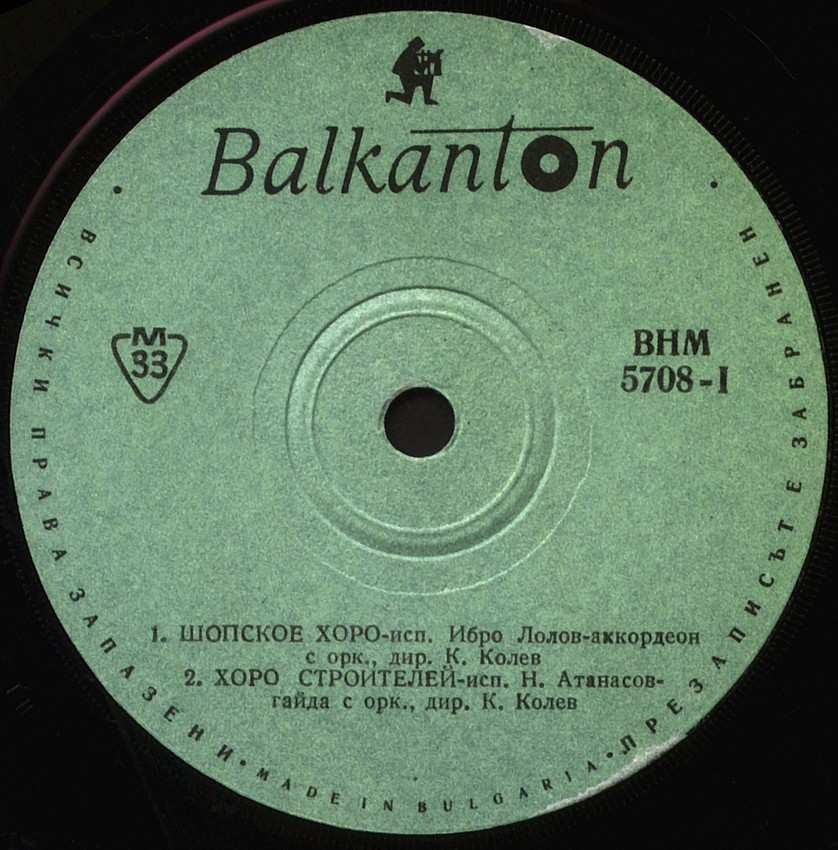 Balkanton
М
33
ВНМ
5708-I
1. ШОПСКОЕ ХОРО-исп. Ибро Лолов-аккордеон
с орк., дир. К. Колев
2. ХОРО СТРОИТЕЛЕЙ-исп. Н. Атанасов-
гайда с орк., дир. К. Колев
ВСИЧКИ ПРАВА ЗАПАЗЕНИ • MADE IN BULGARIA • ПРЕЗАПИСЪТ Е ЗАБРАНЕН